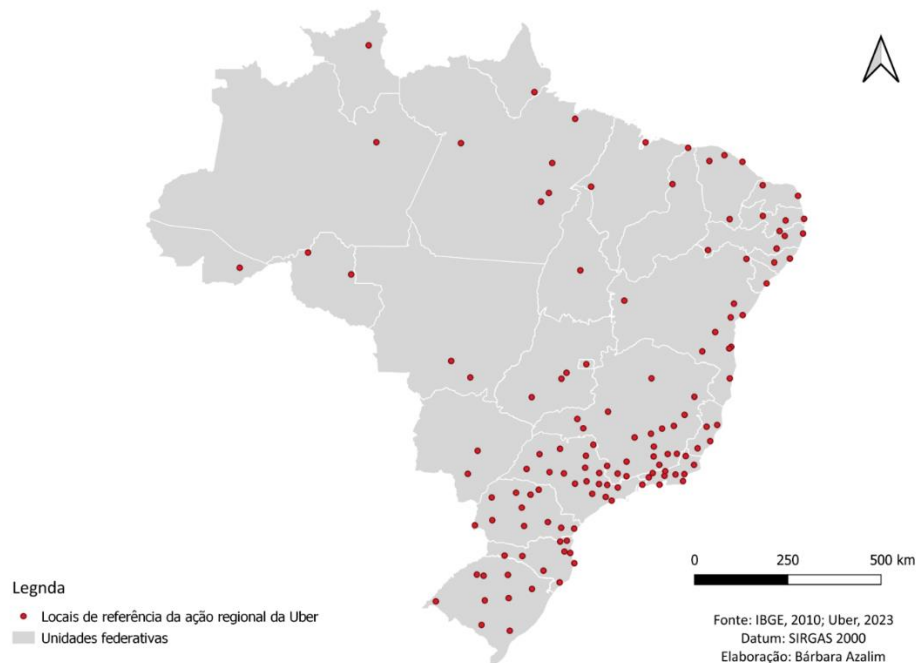 0 250 500 km
Legnda
Locais de referência da ação regional da Uber
Unidades federativas
Fonte: IBGE, 2010; Uber, 2023
Datum: SIRGAS 2000
Elaboração: Bárbara Azalim